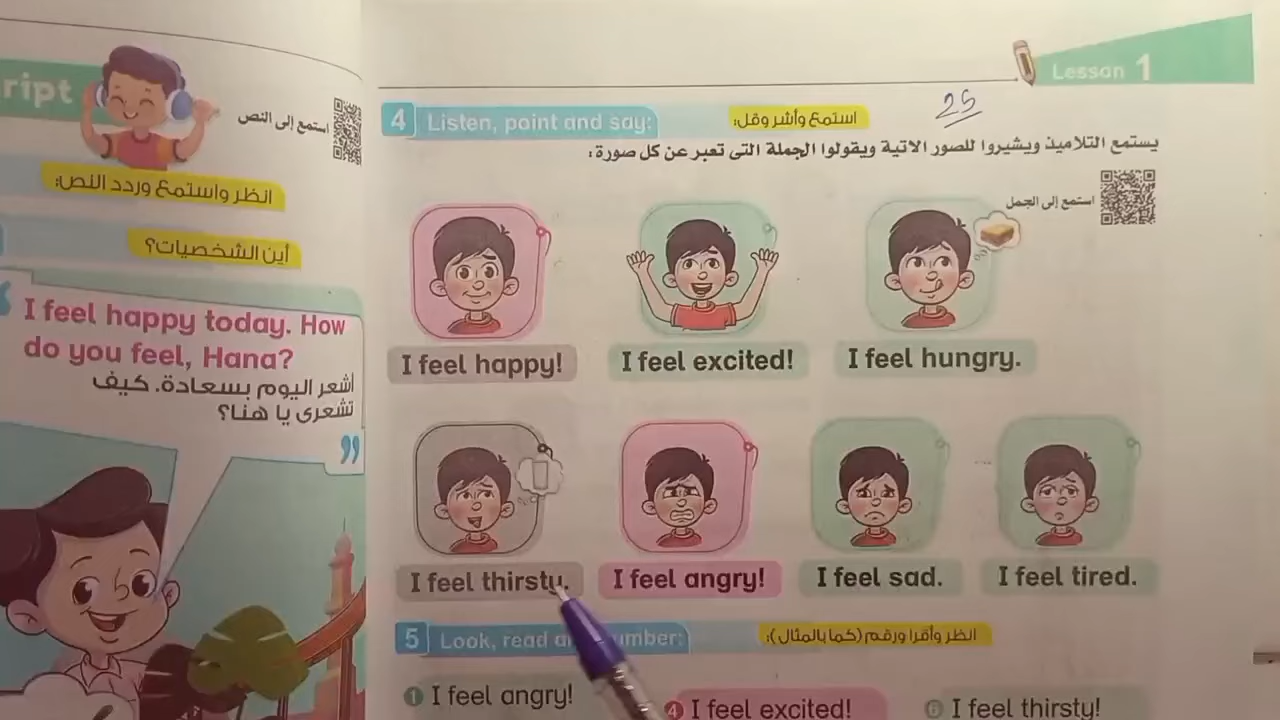 ript
استمع إلى النص
انظر واستمع وردد النص:
أين الشخصيات؟
I feel happy today. How
do you feel, Hana?
أشعر اليوم بسعادة. كيف
تشعرى يا هنا؟
Lesson 1
4 Listen, point and say:
استمع وأشر وقل:
25
يستمع التلاميذ ويشيروا للصور الاتية ويقولوا الجملة التى تعبر عن كل صورة:
استمع إلى الجمل
I feel happy!
I feel excited!
I feel hungry.
I feel thirsty.
I feel angry!
I feel sad.
I feel tired.
5 Look, read and number:
انظر وأقرا ورقم (كما بالمثال):
1 I feel angry!
4 I feel excited!
6 I feel thirsty!